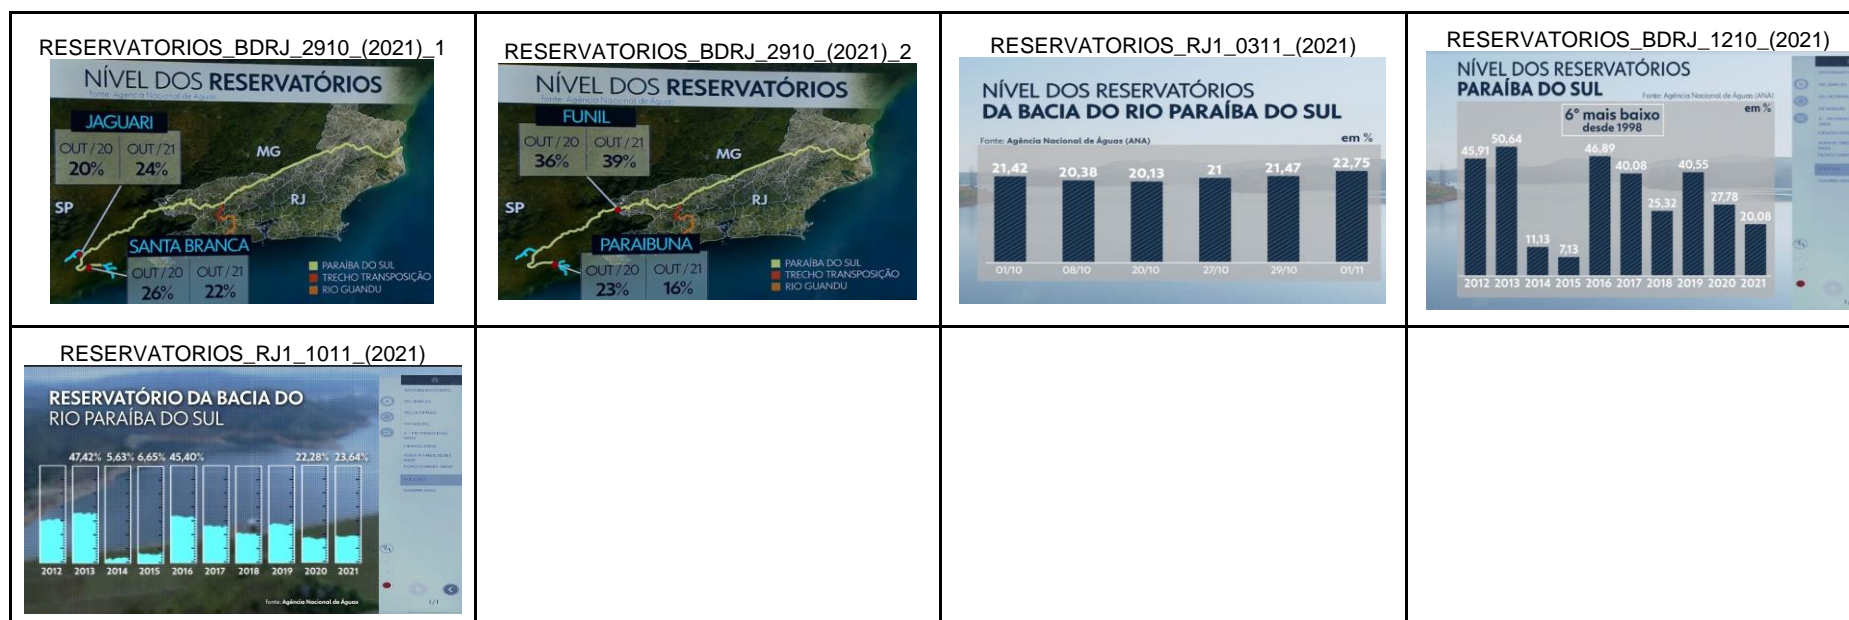 RESERVATORIOS_BDRJ_2910_(2021)_1
NÍVEL DOS RESERVATÓRIOS
fonte: Agência Nacional de Águas
JAGUARI
OUT/20 OUT/21
20% 24%
MG
SP
RJ
SANTA BRANCA
OUT/20 OUT/21
26% 22%
PARAÍBA DO SUL
TRECHO TRANSPOSIÇÃO
RIO GUANDU
RESERVATORIOS_BDRJ_2910_(2021)_2
NÍVEL DOS RESERVATÓRIOS
fonte: Agência Nacional de Águas
FUNIL
OUT/20 OUT/21
36% 39%
MG
SP
RJ
PARAIBUNA
OUT/20 OUT/21
23% 16%
PARAÍBA DO SUL
TRECHO TRANSPOSIÇÃO
RIO GUANDU
RESERVATORIOS_RJ1_0311_(2021)
NÍVEL DOS RESERVATÓRIOS
DA BACIA DO RIO PARAÍBA DO SUL
Fonte: Agência Nacional de Águas (ANA)
em %
21,42 20,38 20,13 21 21,47 22,75
01/10 08/10 20/10 27/10 29/10 01/11
RESERVATORIOS_BDRJ_1210_(2021)
NÍVEL DOS RESERVATÓRIOS
PARAÍBA DO SUL
Fonte: Agência Nacional de Águas (ANA)
em %
6º mais baixo
desde 1998
45,91 50,64 11,13 7,13 46,89 40,08 25,32 40,55 27,78 20,08
2012 2013 2014 2015 2016 2017 2018 2019 2020 2021
RESERVATORIOS_RJ1_1011_(2021)
RESERVATÓRIO DA BACIA DO
RIO PARAÍBA DO SUL
47,42% 5,63% 6,65% 45,40% 22,28% 23,64%
2012 2013 2014 2015 2016 2017 2018 2019 2020 2021
fonte: Agência Nacional de Águas
1/1